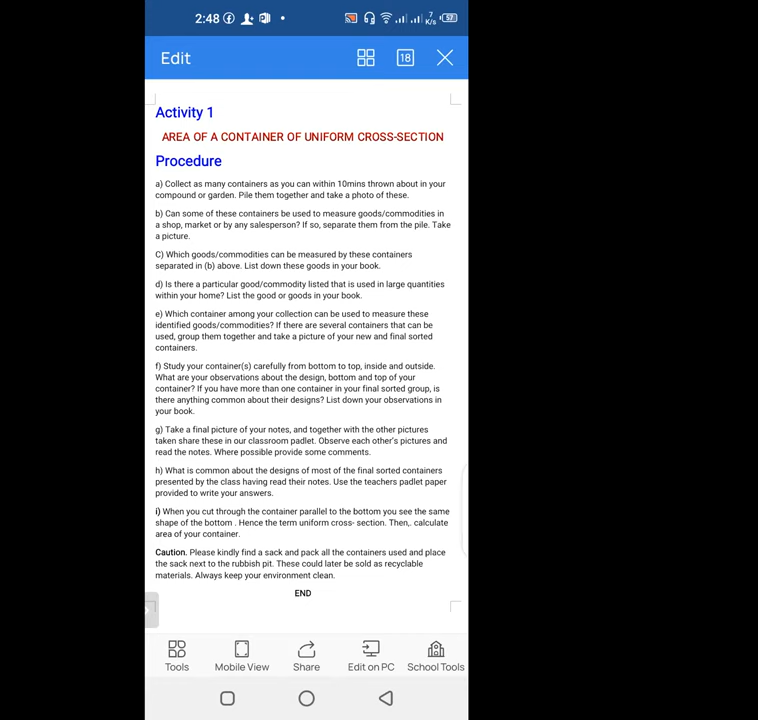 2:48
7
K/s
57
Edit
18
Activity 1
AREA OF A CONTAINER OF UNIFORM CROSS-SECTION
Procedure
a) Collect as many containers as you can within 10mins thrown about in your
compound or garden. Pile them together and take a photo of these.
b) Can some of these containers be used to measure goods/commodities in
a shop, market or by any salesperson? If so, separate them from the pile. Take
a picture.
C) Which goods/commodities can be measured by these containers
separated in (b) above. List down these goods in your book.
d) Is there a particular good/commodity listed that is used in large quantities
within your home? List the good or goods in your book.
e) Which container among your collection can be used to measure these
identified goods/commodities? If there are several containers that can be
used, group them together and take a picture of your new and final sorted
containers.
f) Study your container(s) carefully from bottom to top, inside and outside.
What are your observations about the design, bottom and top of your
container? If you have more than one container in your final sorted group, is
there anything common about their designs? List down your observations in
your book.
g) Take a final picture of your notes, and together with the other pictures
taken share these in our classroom padlet. Observe each other's pictures and
read the notes. Where possible provide some comments.
h) What is common about the designs of most of the final sorted containers
presented by the class having read their notes. Use the teachers padlet paper
provided to write your answers.
i) When you cut through the container parallel to the bottom you see the same
shape of the bottom . Hence the term uniform cross- section. Then,. calculate
area of your container.
Caution. Please kindly find a sack and pack all the containers used and place
the sack next to the rubbish pit. These could later be sold as recyclable
materials. Always keep your environment clean.
END
Tools
Mobile View
Share
Edit on PC
School Tools